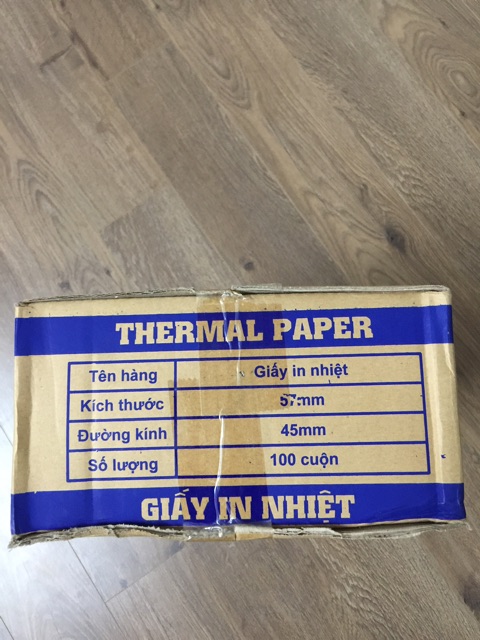 THERMAL PAPER
Tên hàng Giấy in nhiệt
Kích thước 57mm
Đường kính 45mm
Số lượng 100 cuộn
GIẤY IN NHIỆT